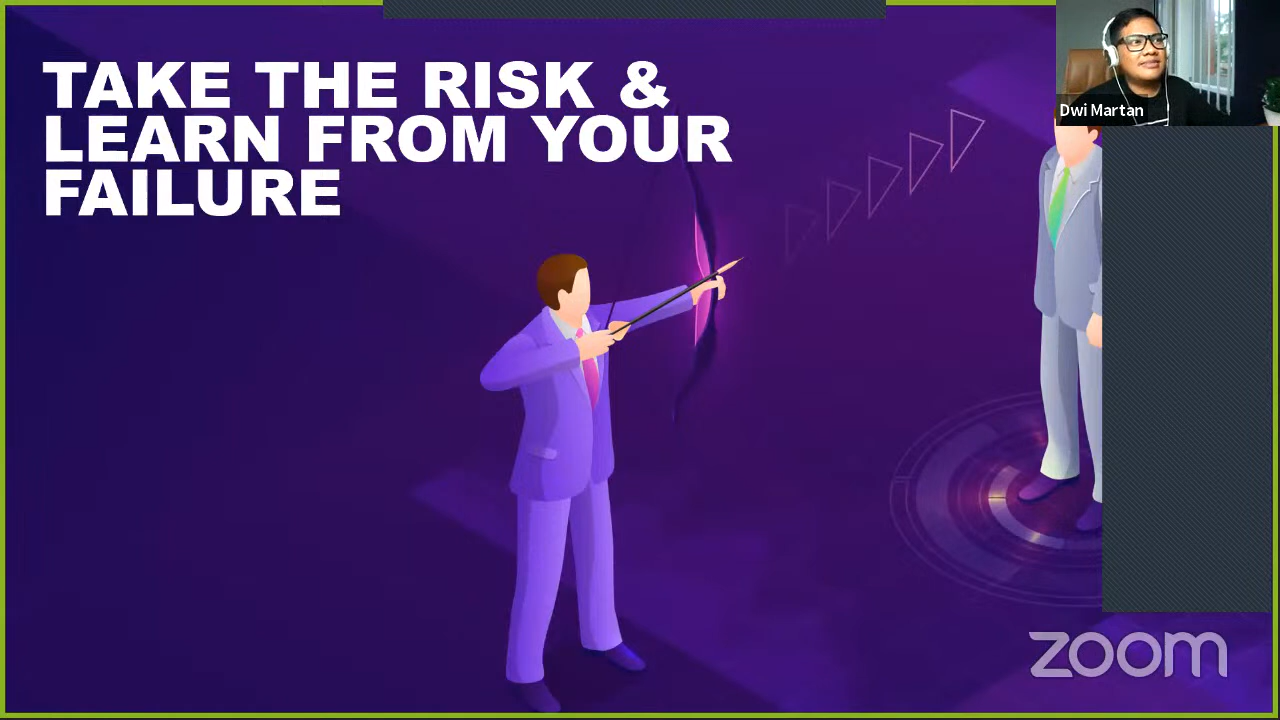 TAKE THE RISK &
LEARN FROM YOUR
FAILURE
Dwi Martan
zoom